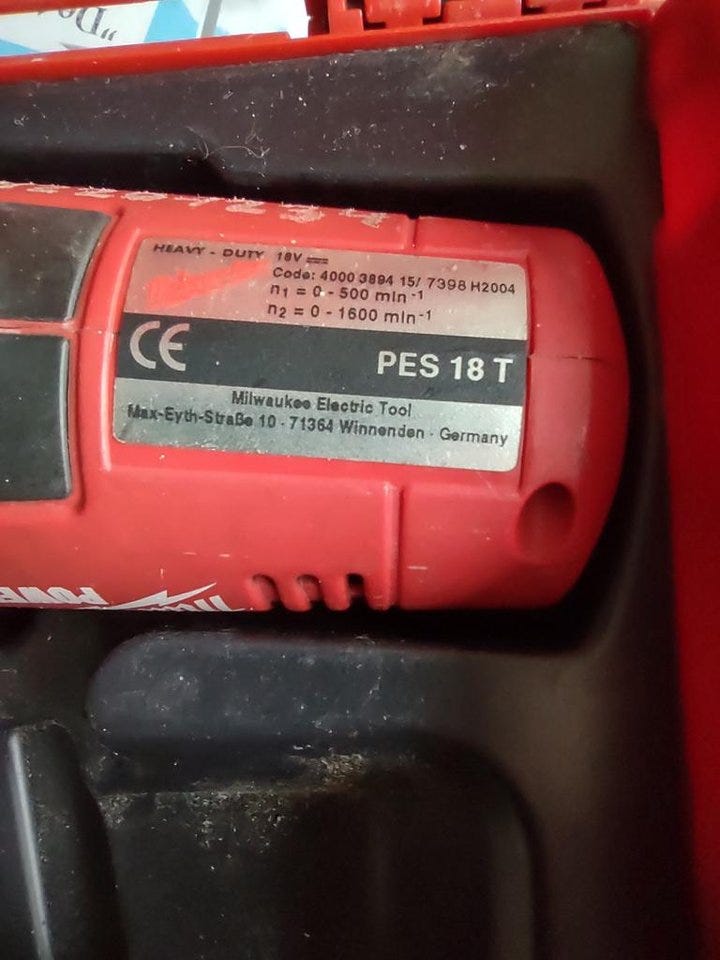 "Do
HEAVY - DUTY 18V
Code: 4000 3894 15/ 7398 H2004
n1 = 0 - 500 min-1
n2 = 0 - 1600 min-1
CE
PES 18 T
Milwaukee Electric Tool
Max-Eyth-Straße 10 · 71364 Winnenden · Germany